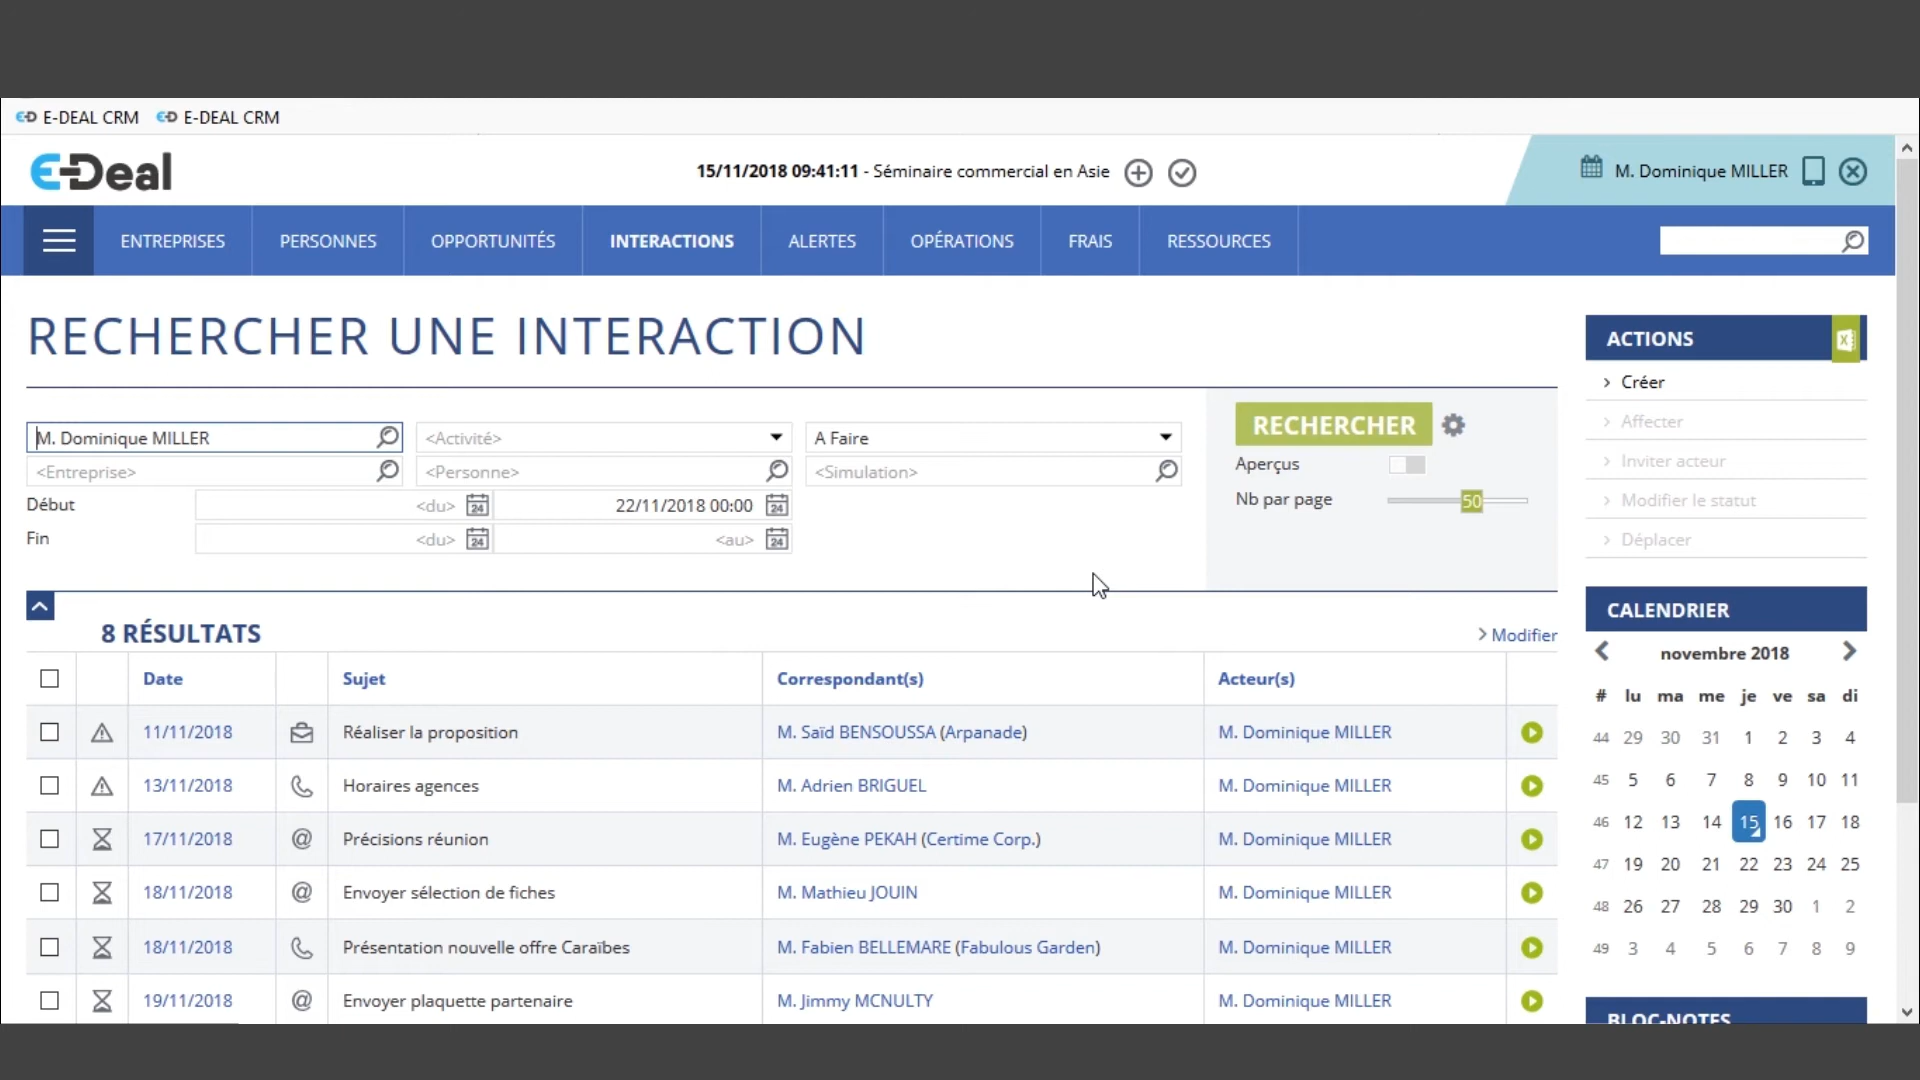 E-DEAL CRM E-DEAL CRM
E-Deal
15/11/2018 09:41:11 - Séminaire commercial en Asie
M. Dominique MILLER
ENTREPRISES PERSONNES OPPORTUNITÉS INTERACTIONS ALERTES OPÉRATIONS FRAIS RESSOURCES
RECHERCHER UNE INTERACTION
M. Dominique MILLER <Activité> A Faire
<Entreprise> <Personne> <Simulation>
Début <du> 24 22/11/2018 00:00 24
Fin <du> 24 <au> 24
RECHERCHER
Aperçus
Nb par page 50
8 RÉSULTATS
Modifier
Date Sujet Correspondant(s) Acteur(s)
11/11/2018 Réaliser la proposition M. Saïd BENSOUSSA (Arpanade) M. Dominique MILLER
13/11/2018 Horaires agences M. Adrien BRIGUEL M. Dominique MILLER
17/11/2018 @ Précisions réunion M. Eugène PEKAH (Certime Corp.) M. Dominique MILLER
18/11/2018 @ Envoyer sélection de fiches M. Mathieu JOUIN M. Dominique MILLER
18/11/2018 Présentation nouvelle offre Caraïbes M. Fabien BELLEMARE (Fabulous Garden) M. Dominique MILLER
19/11/2018 @ Envoyer plaquette partenaire M. Jimmy MCNULTY M. Dominique MILLER
ACTIONS
Créer
Affecter
Inviter acteur
Modifier le statut
Déplacer
CALENDRIER
novembre 2018
# lu ma me je ve sa di
44 29 30 31 1 2 3 4
45 5 6 7 8 9 10 11
46 12 13 14 15 16 17 18
47 19 20 21 22 23 24 25
48 26 27 28 29 30 1 2
49 3 4 5 6 7 8 9
BLOC-NOTES